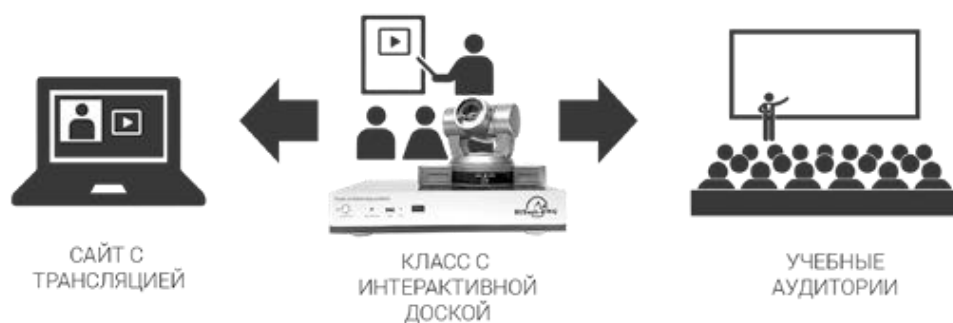 САЙТ С
ТРАНСЛЯЦИЕЙ
КЛАСС С
ИНТЕРАКТИВНОЙ
ДОСКОЙ
УЧЕБНЫЕ
АУДИТОРИИ